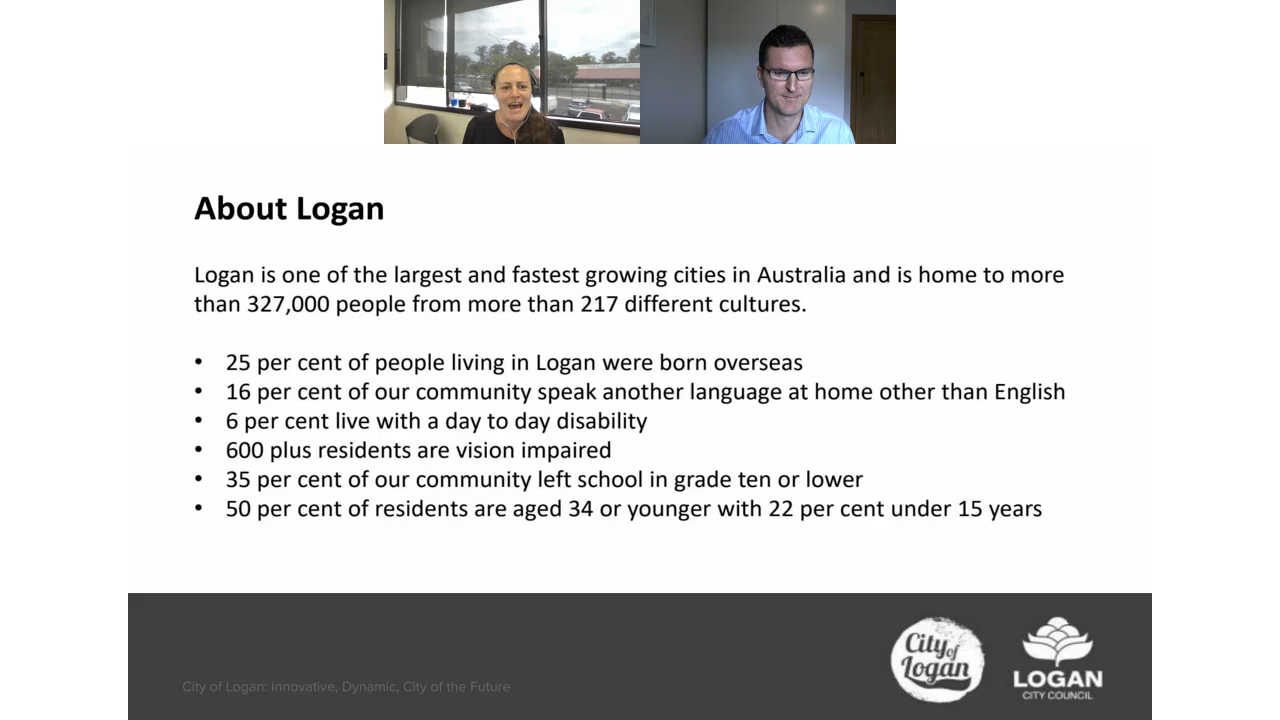 About Logan
Logan is one of the largest and fastest growing cities in Australia and is home to more
than 327,000 people from more than 217 different cultures.
• 25 per cent of people living in Logan were born overseas
• 16 per cent of our community speak another language at home other than English
• 6 per cent live with a day to day disability
• 600 plus residents are vision impaired
• 35 per cent of our community left school in grade ten or lower
• 50 per cent of residents are aged 34 or younger with 22 per cent under 15 years
City of Logan: Innovative, Dynamic, City of the Future
City of
Logan
LOGAN
CITY COUNCIL